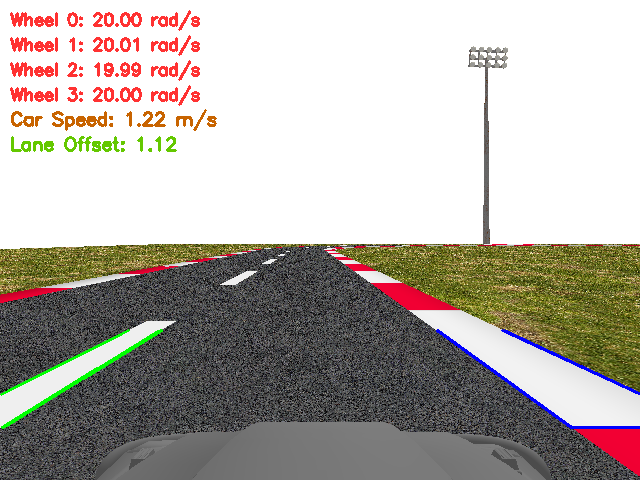 Wheel 0: 20.00 rad/s
Wheel 1: 20.01 rad/s
Wheel 2: 19.99 rad/s
Wheel 3: 20.00 rad/s
Car Speed: 1.22 m/s
Lane Offset: 1.12